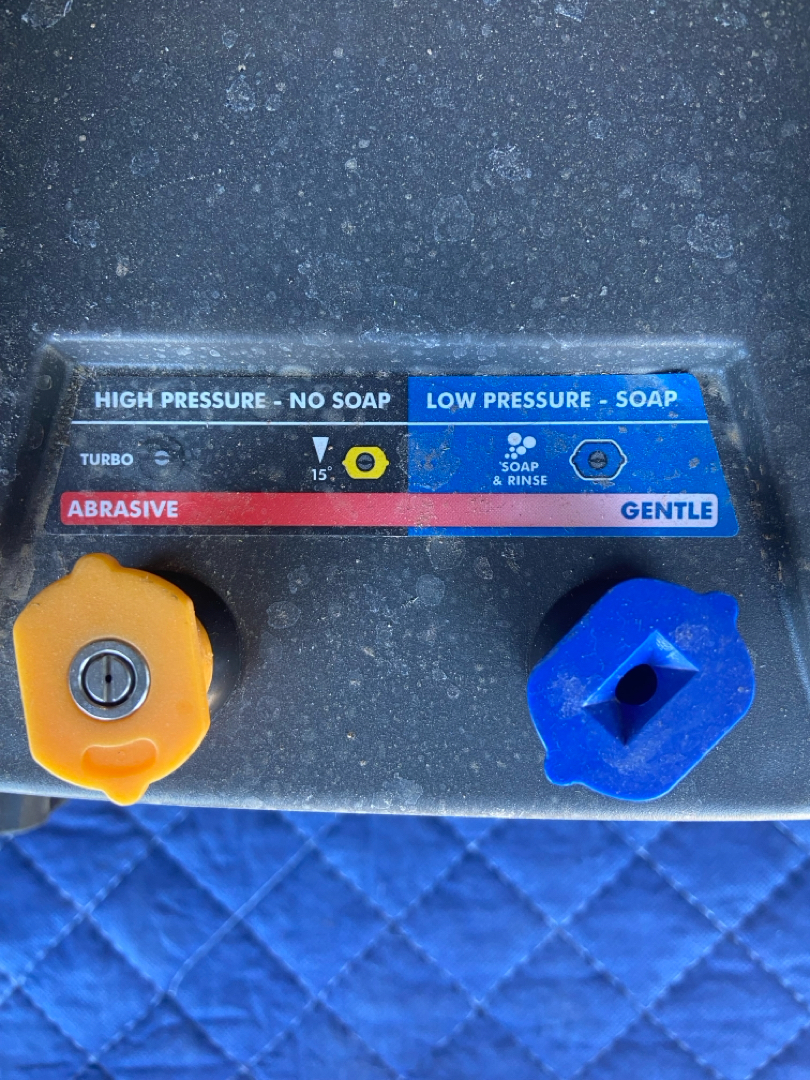 HIGH PRESSURE - NO SOAP
LOW PRESSURE - SOAP
TURBO
15°
SOAP
& RINSE
ABRASIVE
GENTLE